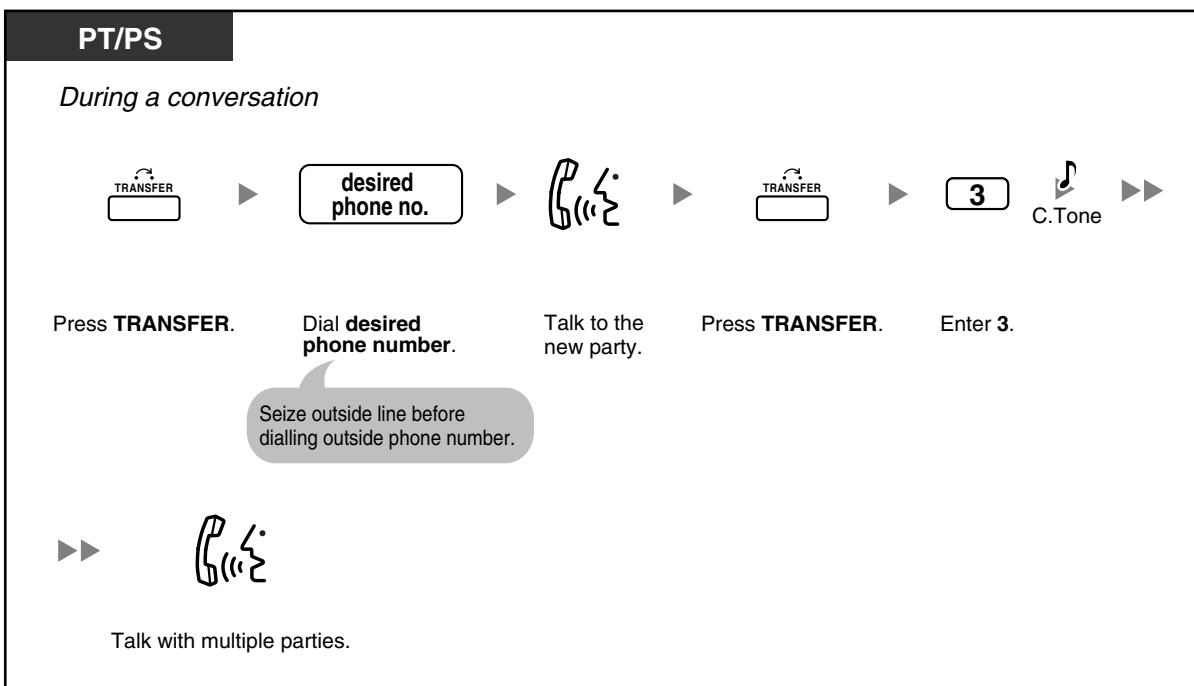 PT/PS
During a conversation
TRANSFER
desired
phone no.
TRANSFER
3
C.Tone
Press TRANSFER.
Dial desired
phone number.
Talk to the
new party.
Press TRANSFER.
Enter 3.
Seize outside line before
dialling outside phone number.
Talk with multiple parties.